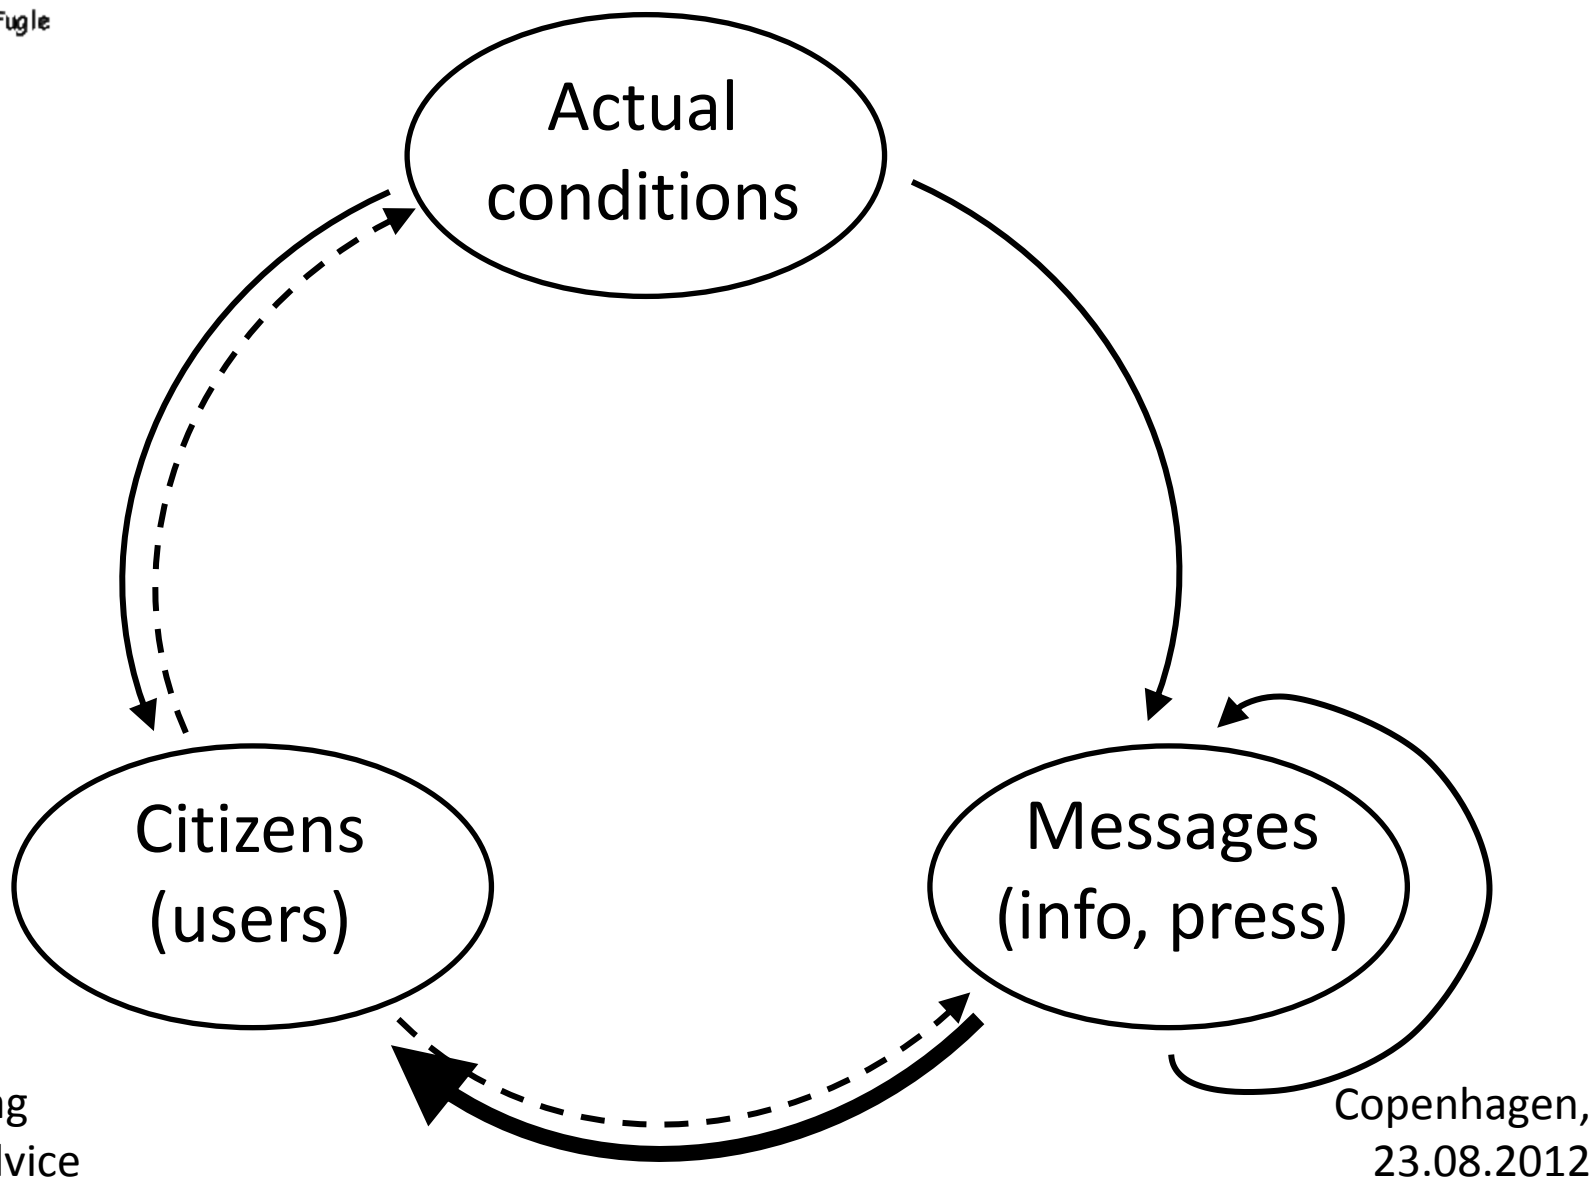 Fugle
Actual
conditions
Citizens
(users)
Messages
(info, press)
Copenhagen,
23.08.2012